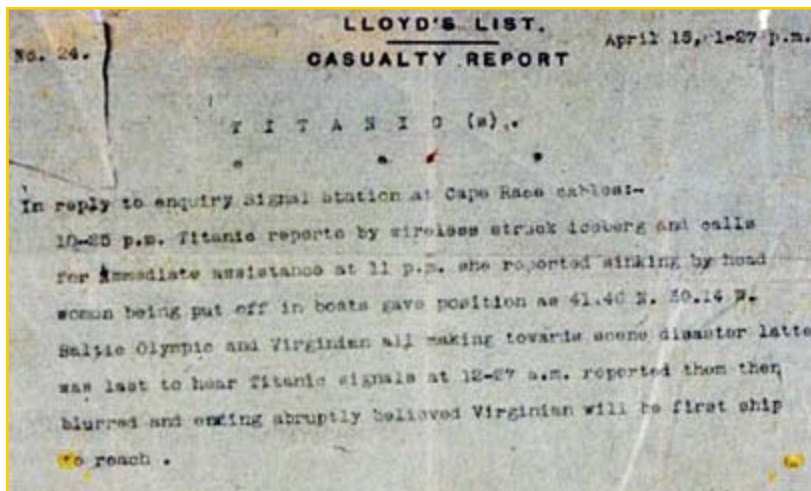 LLOYD'S LIST.
No. 24.
April 15, 1-27 p.m.
CASUALTY REPORT
T I T A N I C (s).
In reply to enquiry Signal Station at Cape Race cables:-
10-25 p.m. Titanic reports by wireless struck iceberg and calls
for immediate assistance at 11 p.m. she reported sinking by head
women being put off in boats gave position as 41.46 N. 50.14 W.
Baltic Olympic and Virginian all making towards scene disaster latte
was last to hear Titanic signals at 12-27 a.m. reported them then
blurred and ending abruptly believed Virginian will be first ship
to reach .